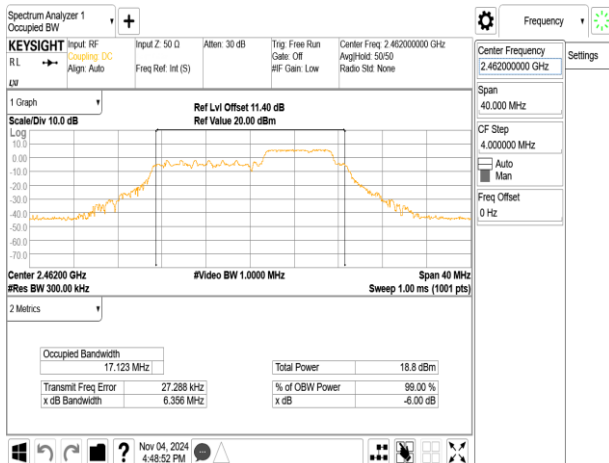 Spectrum Analyzer 1
Occupied BW
Frequency
KEYSIGHT
Input: RF
Coupling: DC
Align: Auto
Input Z: 50 Ω
Freq Ref: Int (S)
Atten: 30 dB
Trig: Free Run
Gate: Off
#IF Gain: Low
Center Freq: 2.462000000 GHz
Avg|Hold: 50/50
Radio Std: None
RL
LXI
Center Frequency
2.462000000 GHz
Settings
Span
40.000 MHz
CF Step
4.000000 MHz
Auto
Man
Freq Offset
0 Hz
1 Graph
Scale/Div 10.0 dB
Ref Lvl Offset 11.40 dB
Ref Value 20.00 dBm
Log
10.0
0.00
-10.0
-20.0
-30.0
-40.0
-50.0
-60.0
-70.0
Center 2.46200 GHz
#Video BW 1.0000 MHz
Span 40 MHz
#Res BW 300.00 kHz
Sweep 1.00 ms (1001 pts)
2 Metrics
Occupied Bandwidth
17.123 MHz
Total Power 18.8 dBm
Transmit Freq Error 27.288 kHz
% of OBW Power 99.00 %
x dB Bandwidth 6.356 MHz
x dB -6.00 dB
?
Nov 04, 2024
4:48:52 PM